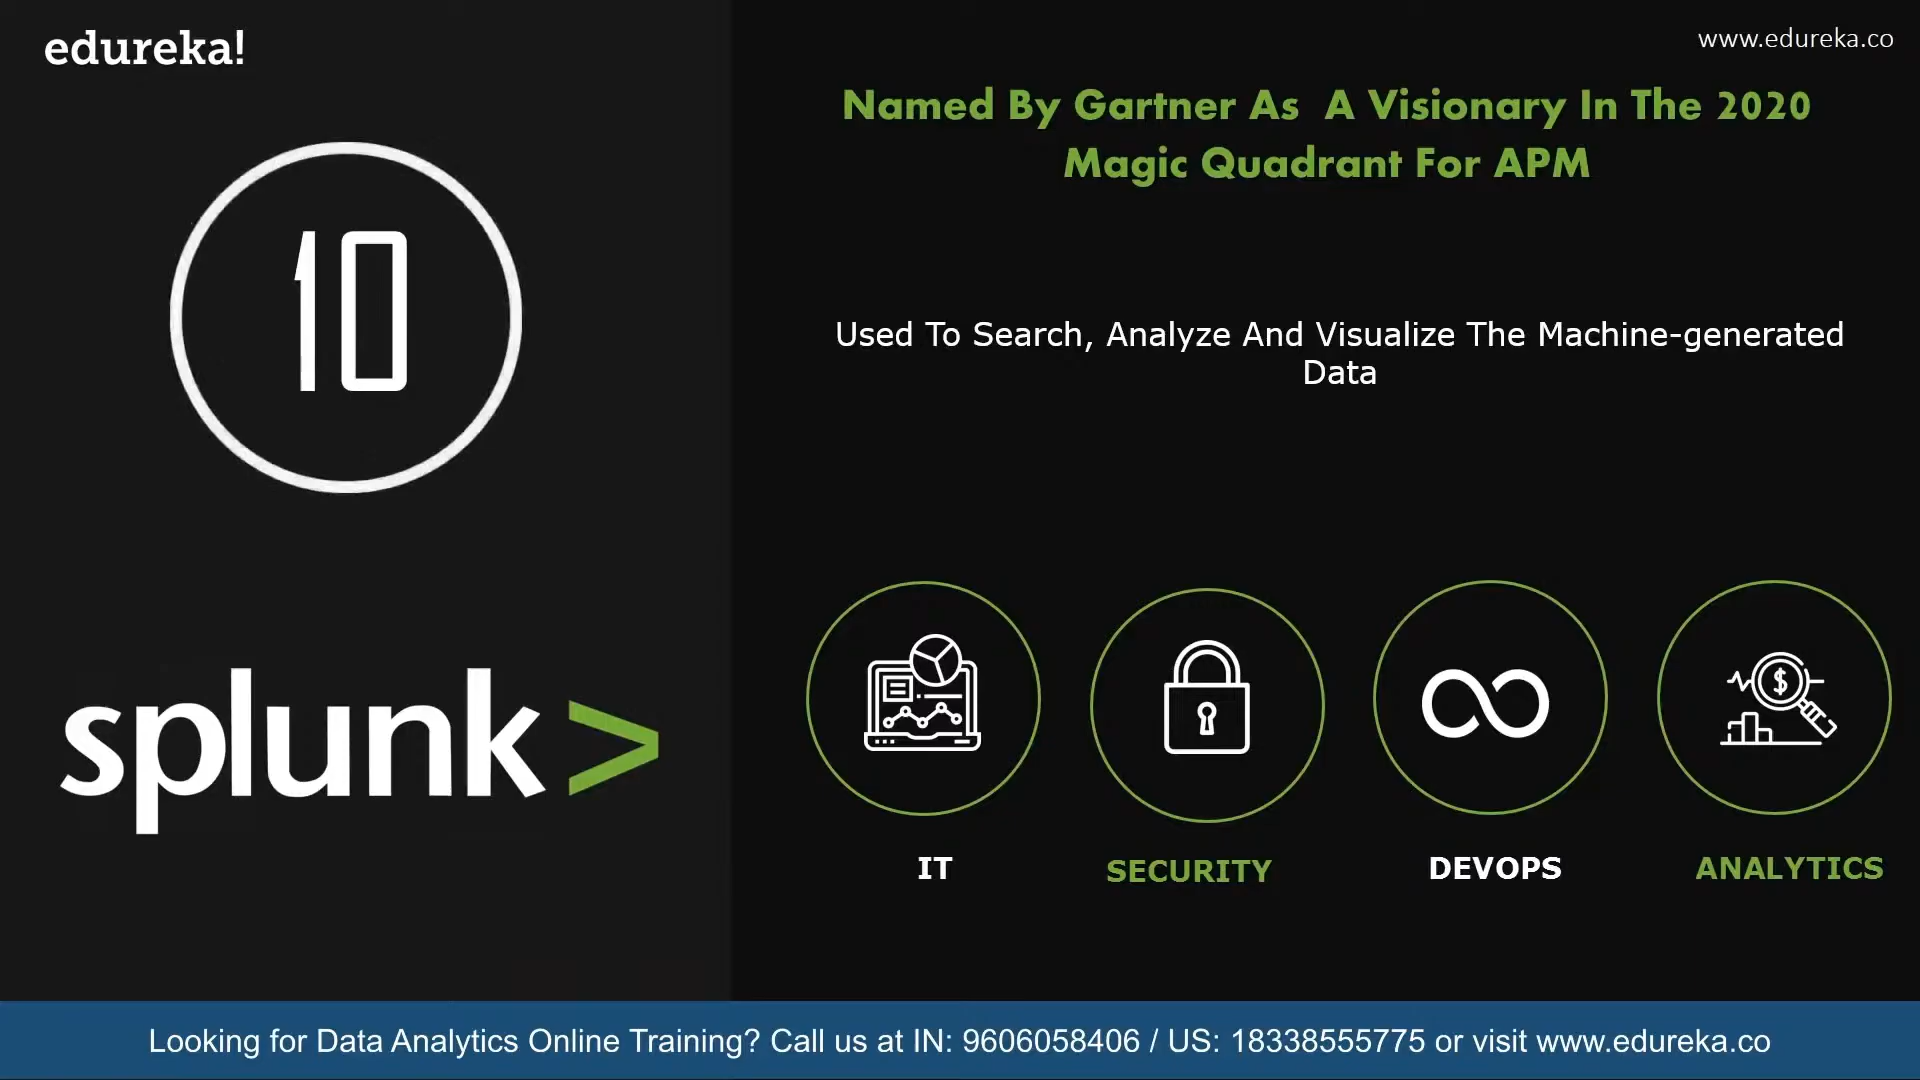 edureka!
www.edureka.co
Named By Gartner As A Visionary In The 2020
Magic Quadrant For APM
10
Used To Search, Analyze And Visualize The Machine-generated
Data
splunk>
$
IT
SECURITY
DEVOPS
ANALYTICS
Looking for Data Analytics Online Training? Call us at IN: 9606058406 / US: 18338555775 or visit www.edureka.co